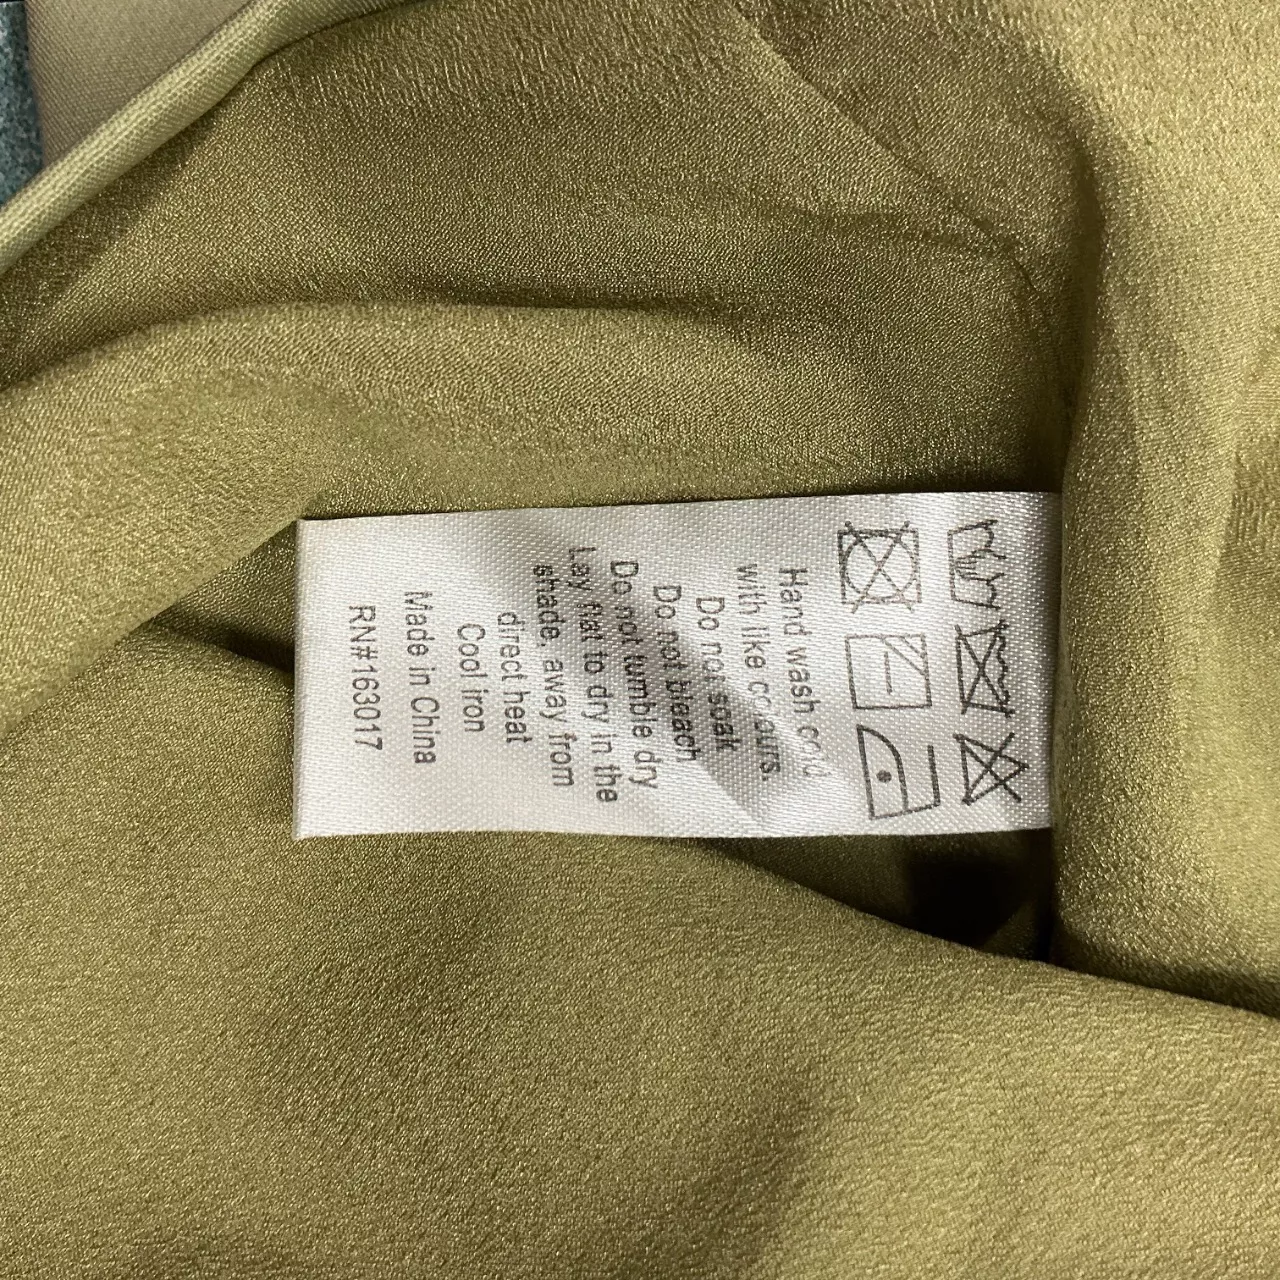 Hand wash cold
with like colours.
Do not soak
Do not bleach
Do not tumble dry
Lay flat to dry in the
shade, away from
direct heat
Cool iron
Made in China
RN#163017